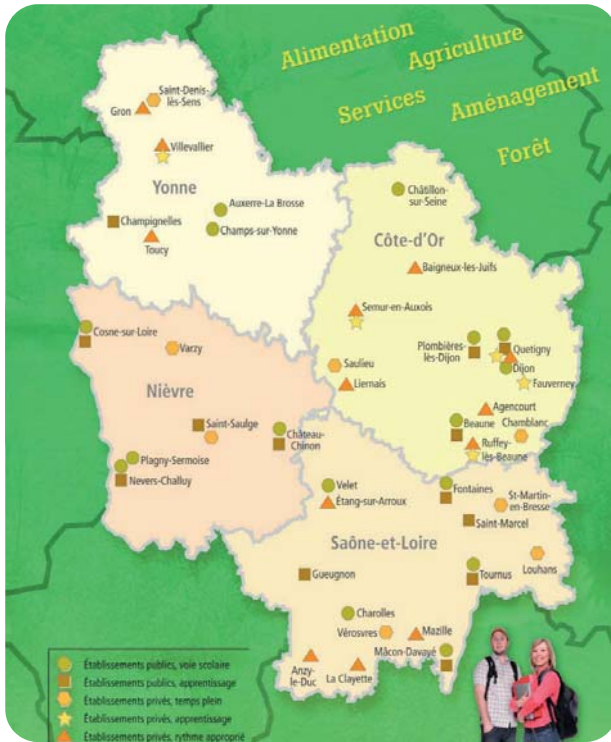 Alimentation
Agriculture
Services
Aménagement
Forêt
Saint-Denis-
lès-Sens
Gron
Villevallier
Yonne
Auxerre-La Brosse
Champignelles
Champs-sur-Yonne
Toucy
Châtillon-
sur-Seine
Côte-d'Or
Baigneux-les-Juifs
Semur-en-Auxois
Cosne-sur-Loire
Varzy
Plombières-
lès-Dijon
Quetigny
Dijon
Saulieu
Fauverney
Liernais
Nièvre
Agencourt
Chamblanc
Beaune
Saint-Saulge
Château-
Chinon
Ruffey-
lès-Beaune
Plagny-Sermoise
Nevers-Challuy
Velet
Fontaines
St-Martin-
en-Bresse
Étang-sur-Arroux
Saint-Marcel
Saône-et-Loire
Louhans
Gueugnon
Tournus
Charolles
Vérosvres
Mazille
Mâcon-Davayé
Anzy-
le-Duc
La Clayette
Établissements publics, voie scolaire
Établissements publics, apprentissage
Établissements privés, temps plein
Établissements privés, apprentissage
Établissements privés, rythme approprié